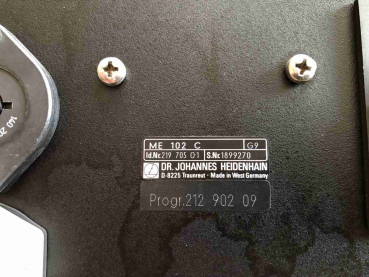 ME 102 C G9
Id.Nr. 219 705 01 S.Nr. 1899270
DR. JOHANNES HEIDENHAIN
D-8225 Traunreut · Made in West Germany
Progr. 212 902 09